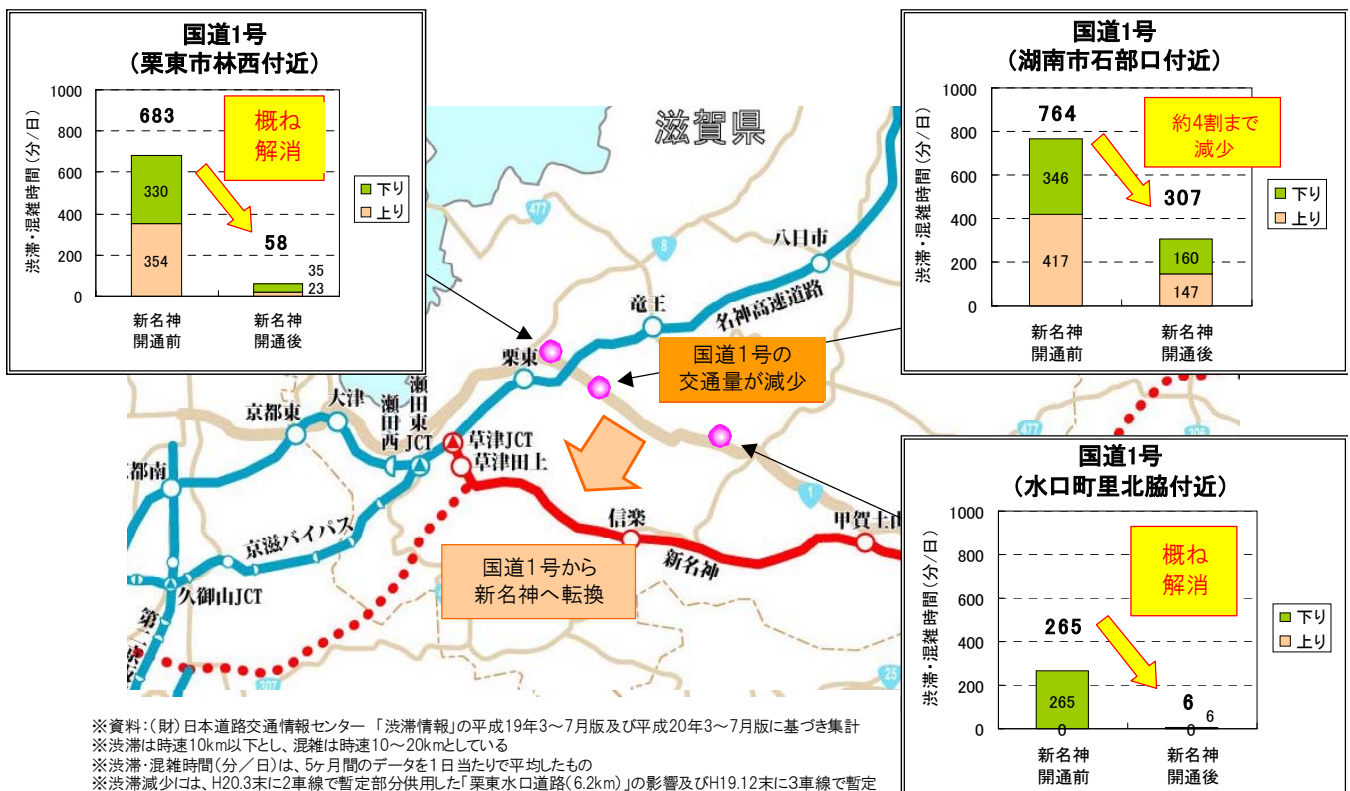 国道1号
(栗東市林西付近)
渋滞・混雑時間(分/日)
1000
800
600
400
200
0
683
330
354
58
35
23
概ね
解消
新名神
開通前
新名神
開通後
下り
上り
国道1号
(湖南市石部口付近)
渋滞・混雑時間(分/日)
1000
800
600
400
200
0
764
346
417
307
160
147
約4割まで
減少
新名神
開通前
新名神
開通後
下り
上り
滋賀県
477
8
八日市
竜王
名神高速道路
栗東
国道1号の
交通量が減少
瀬田東JCT
瀬田西
大津
京都東
草津JCT
草津田上
都南
京滋バイパス
信楽
新名神
甲賀土山
1
477
306
国道1号から
新名神へ転換
久御山JCT
第二京
307
25
国道1号
(水口町里北脇付近)
渋滞・混雑時間(分/日)
1000
800
600
400
200
0
265
265
0
6
6
0
概ね
解消
新名神
開通前
新名神
開通後
下り
上り
※資料:(財)日本道路交通情報センター 「渋滞情報」の平成19年3~7月版及び平成20年3~7月版に基づき集計
※渋滞は時速10km以下とし、混雑は時速10~20kmとしている
※渋滞・混雑時間(分/日)は、5ヶ月間のデータを1日当たりで平均したもの
※渋滞減少には、H20.3末に2車線で暫定部分供用した「栗東水口道路(6.2km)」の影響及びH19.12末に3車線で暫定